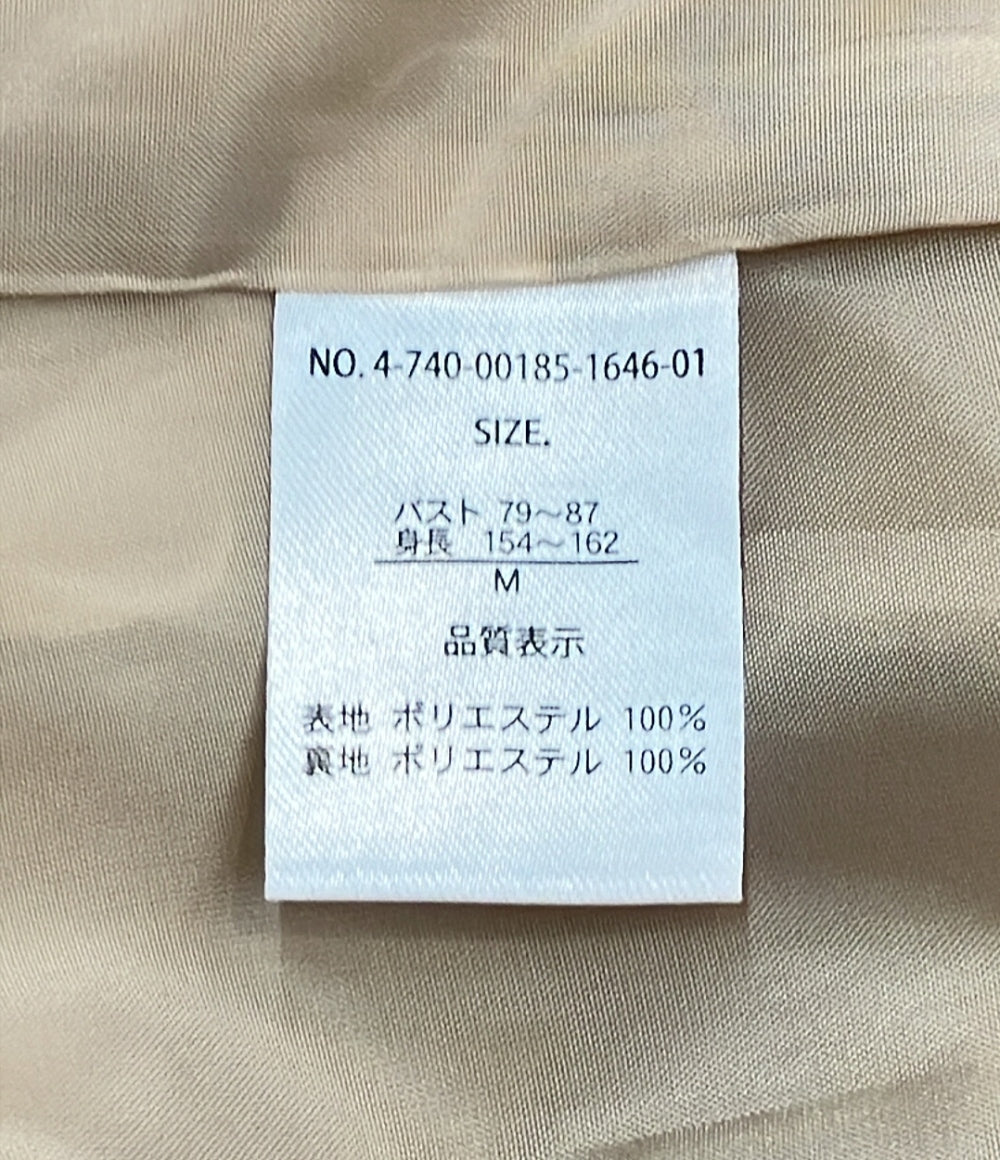 NO. 4-740-00185-1646-01
SIZE.
バスト 79～87
身長 154～162
M
品質表示
表地 ポリエステル 100%
裏地 ポリエステル 100%